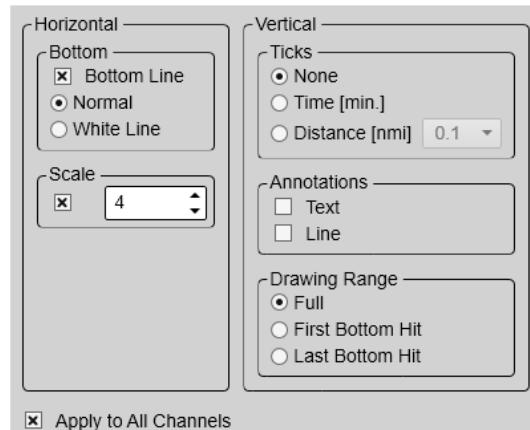 Horizontal
Bottom
Bottom Line
Normal
White Line
Scale
4
Vertical
Ticks
None
Time [min.]
Distance [nmi] 0.1
Annotations
Text
Line
Drawing Range
Full
First Bottom Hit
Last Bottom Hit
Apply to All Channels